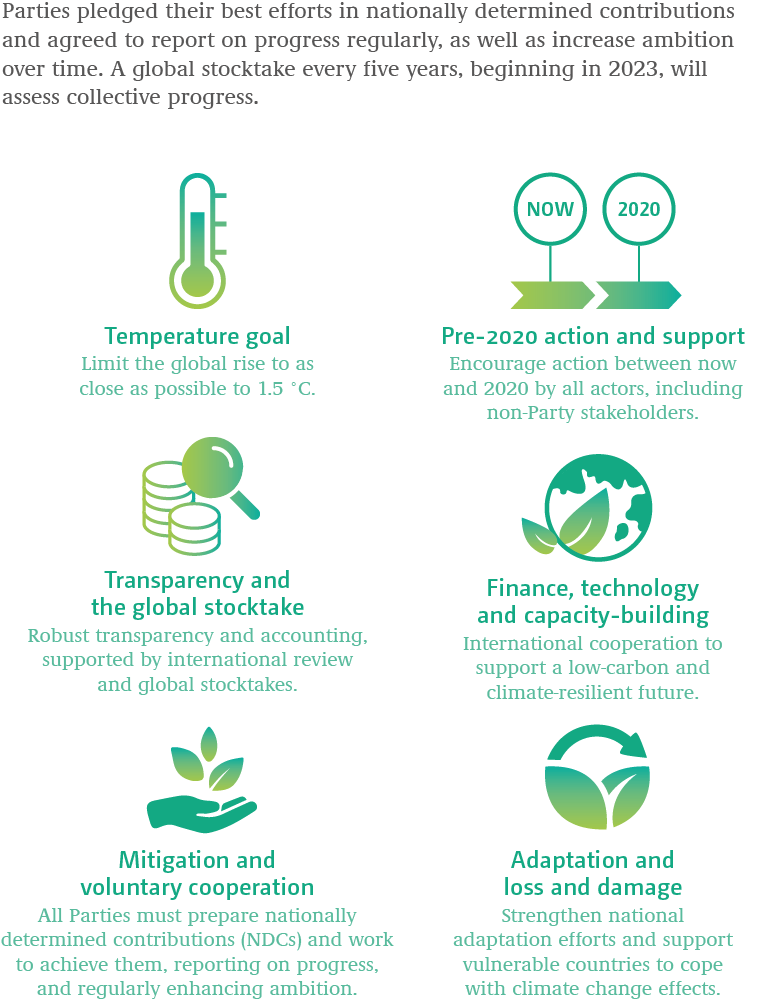 Parties pledged their best efforts in nationally determined contributions
and agreed to report on progress regularly, as well as increase ambition
over time. A global stocktake every five years, beginning in 2023, will
assess collective progress.
Temperature goal
Limit the global rise to as
close as possible to 1.5 °C.
NOW
2020
Pre-2020 action and support
Encourage action between now
and 2020 by all actors, including
non-Party stakeholders.
Transparency and
the global stocktake
Robust transparency and accounting,
supported by international review
and global stocktakes.
Finance, technology
and capacity-building
International cooperation to
support a low-carbon and
climate-resilient future.
Mitigation and
voluntary cooperation
All Parties must prepare nationally
determined contributions (NDCs) and work
to achieve them, reporting on progress,
and regularly enhancing ambition.
Adaptation and
loss and damage
Strengthen national
adaptation efforts and support
vulnerable countries to cope
with climate change effects.